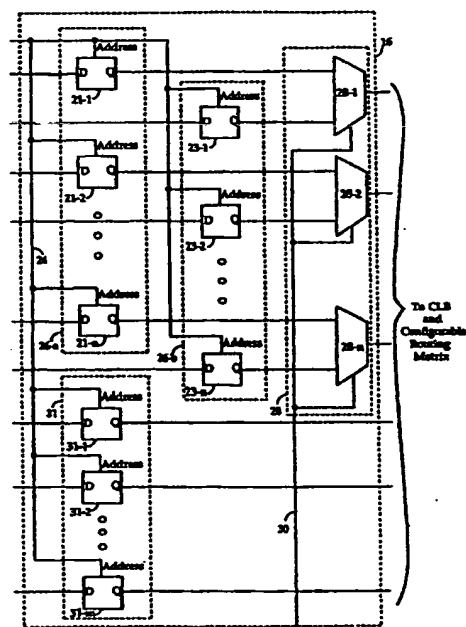 16
Address
D Q
28-1
21-1
Address
D Q
23-1
Address
D Q
28-2
21-2
Address
D Q
23-2
24
To CLB
and
Configurable
Routing
Matrix
Address
D Q
28-n
26-a
21-n
26-b
Address
D Q
23-n
28
31
Address
D Q
31-1
Address
D Q
31-2
30
Address
D Q
31-m